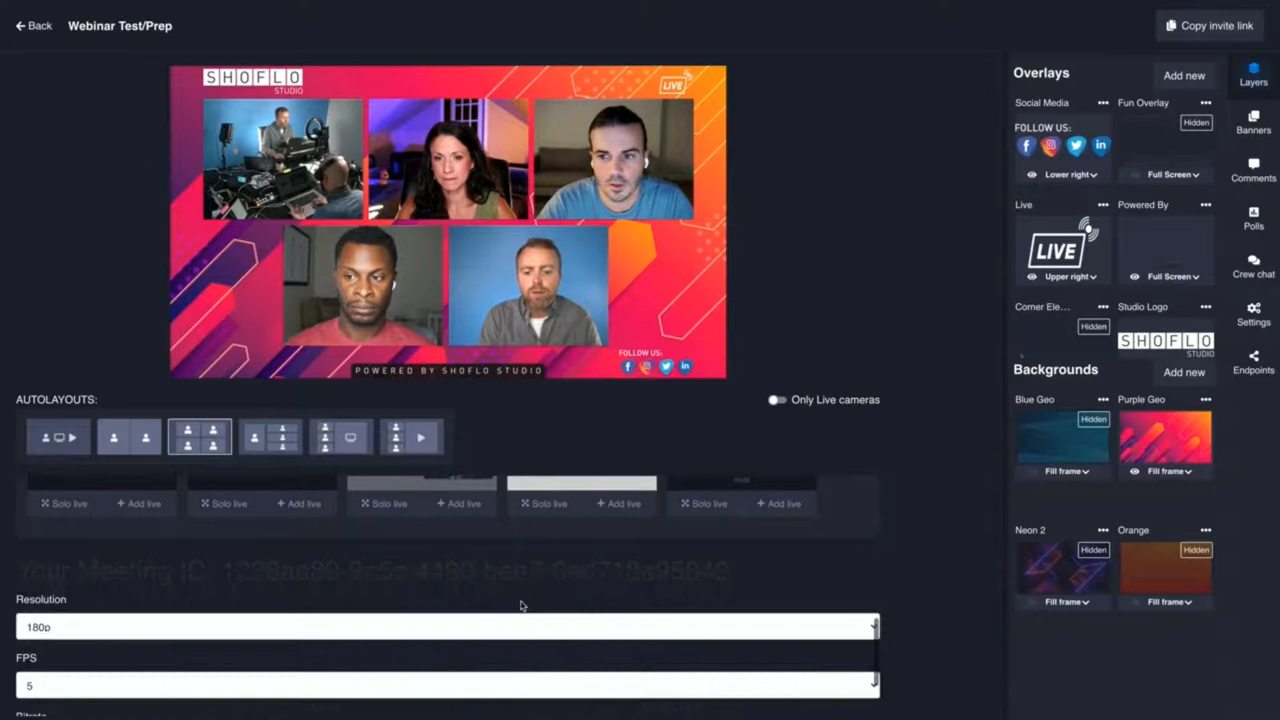 Back
Webinar Test/Prep
Copy invite link
SHOFLO
STUDIO
LIVE
FOLLOW US:
POWERED BY SHOFLO STUDIO
AUTOLAYOUTS:
Only Live cameras
Solo live
Add live
Solo live
Add live
Solo live
Add live
Solo live
Add live
Solo live
Add live
Your Meeting ID:
Resolution
180p
FPS
5
Bitrate
Overlays
Add new
Social Media
Fun Overlay
FOLLOW US:
Hidden
Lower right
Full Screen
Live
Powered By
LIVE
Upper right
Full Screen
Corner Ele...
Studio Logo
Hidden
SHOFLO
STUDIO
Backgrounds
Add new
Blue Geo
Purple Geo
Hidden
Fill frame
Fill frame
Neon 2
Orange
Hidden
Hidden
Fill frame
Fill frame
Layers
Banners
Comments
Polls
Crew chat
Settings
Endpoints